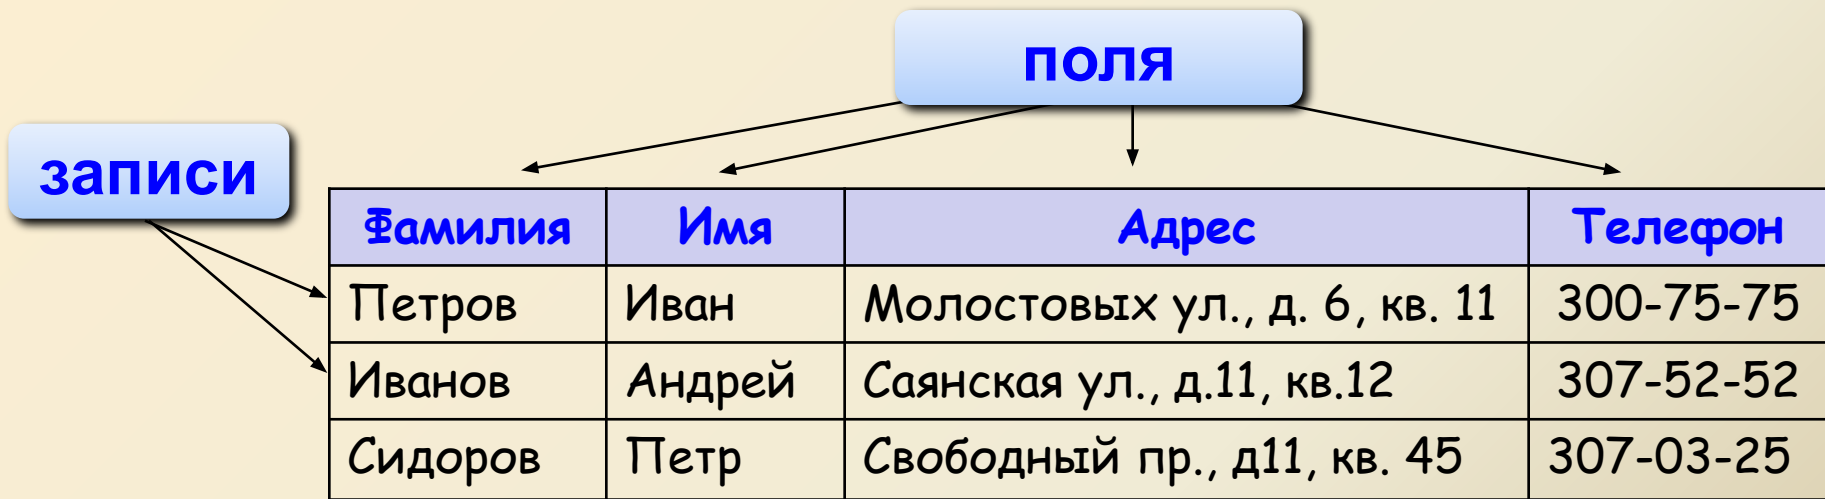 поля
записи
Фамилия Имя Адрес Телефон
Петров Иван Молостовых ул., д. 6, кв. 11 300-75-75
Иванов Андрей Саянская ул., д.11, кв.12 307-52-52
Сидоров Петр Свободный пр., д11, кв. 45 307-03-25